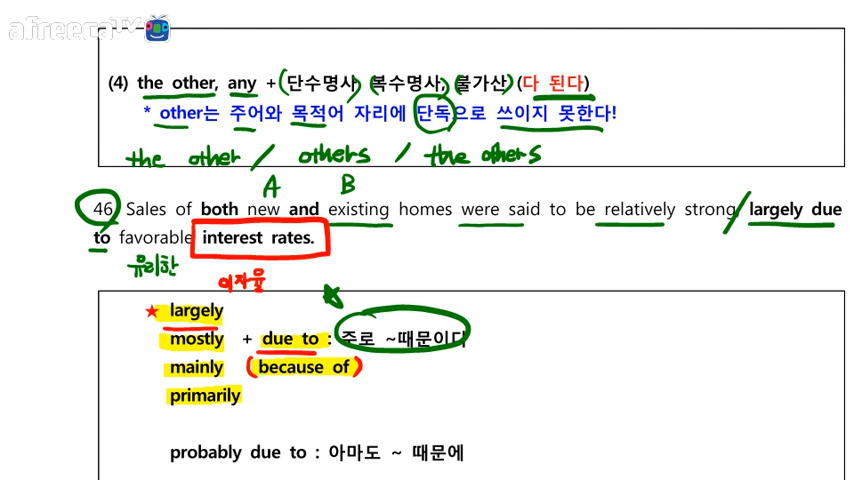 afreecaTV
(4) the other, any + (단수명사) (복수명사,) (불가산) (다 된다)
* other는 주어와 목적어 자리에 단독으로 쓰이지 못한다!
the other / others / the others
A B
46 Sales of both new and existing homes were said to be relatively strong, / largely due
to favorable interest rates.
유리한
이자율
★ largely
mostly + due to : 주로 ~때문이다
mainly (because of)
primarily
probably due to : 아마도 ~ 때문에